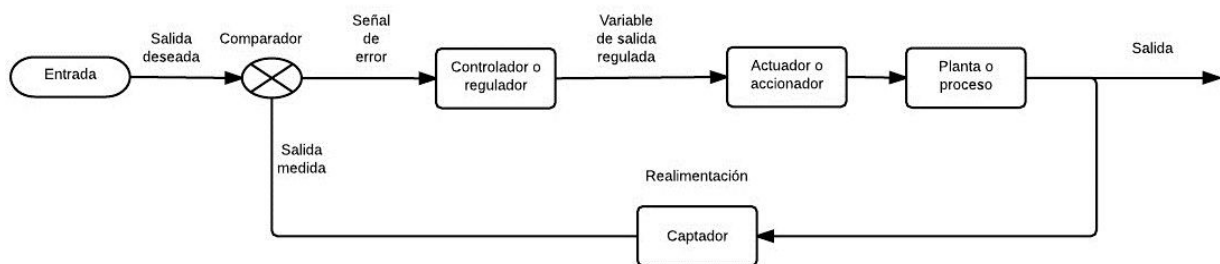 Entrada
Salida
deseada
Comparador
Señal
de
error
Controlador o
regulador
Variable
de salida
regulada
Actuador o
accionador
Planta o
proceso
Salida
Salida
medida
Realimentación
Captador